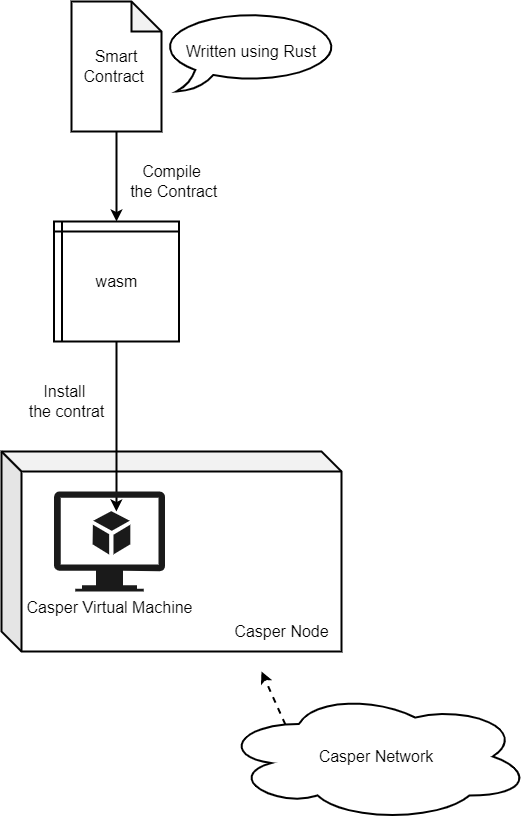 Smart
Contract
Written using Rust
Compile
the Contract
wasm
Install
the contrat
Casper Virtual Machine
Casper Node
Casper Network